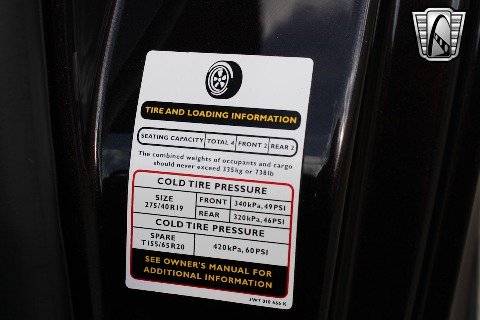 TIRE AND LOADING INFORMATION
SEATING CAPACITY TOTAL 4 FRONT 2 REAR 2
The combined weights of occupants and cargo
should never exceed 335kg or 738lb
COLD TIRE PRESSURE
SIZE
275/40R19
FRONT 340kPa, 49PSI
REAR 320kPa, 46PSI
COLD TIRE PRESSURE
SPARE
T155/65R20
420kPa, 60PSI
SEE OWNER'S MANUAL FOR
ADDITIONAL INFORMATION